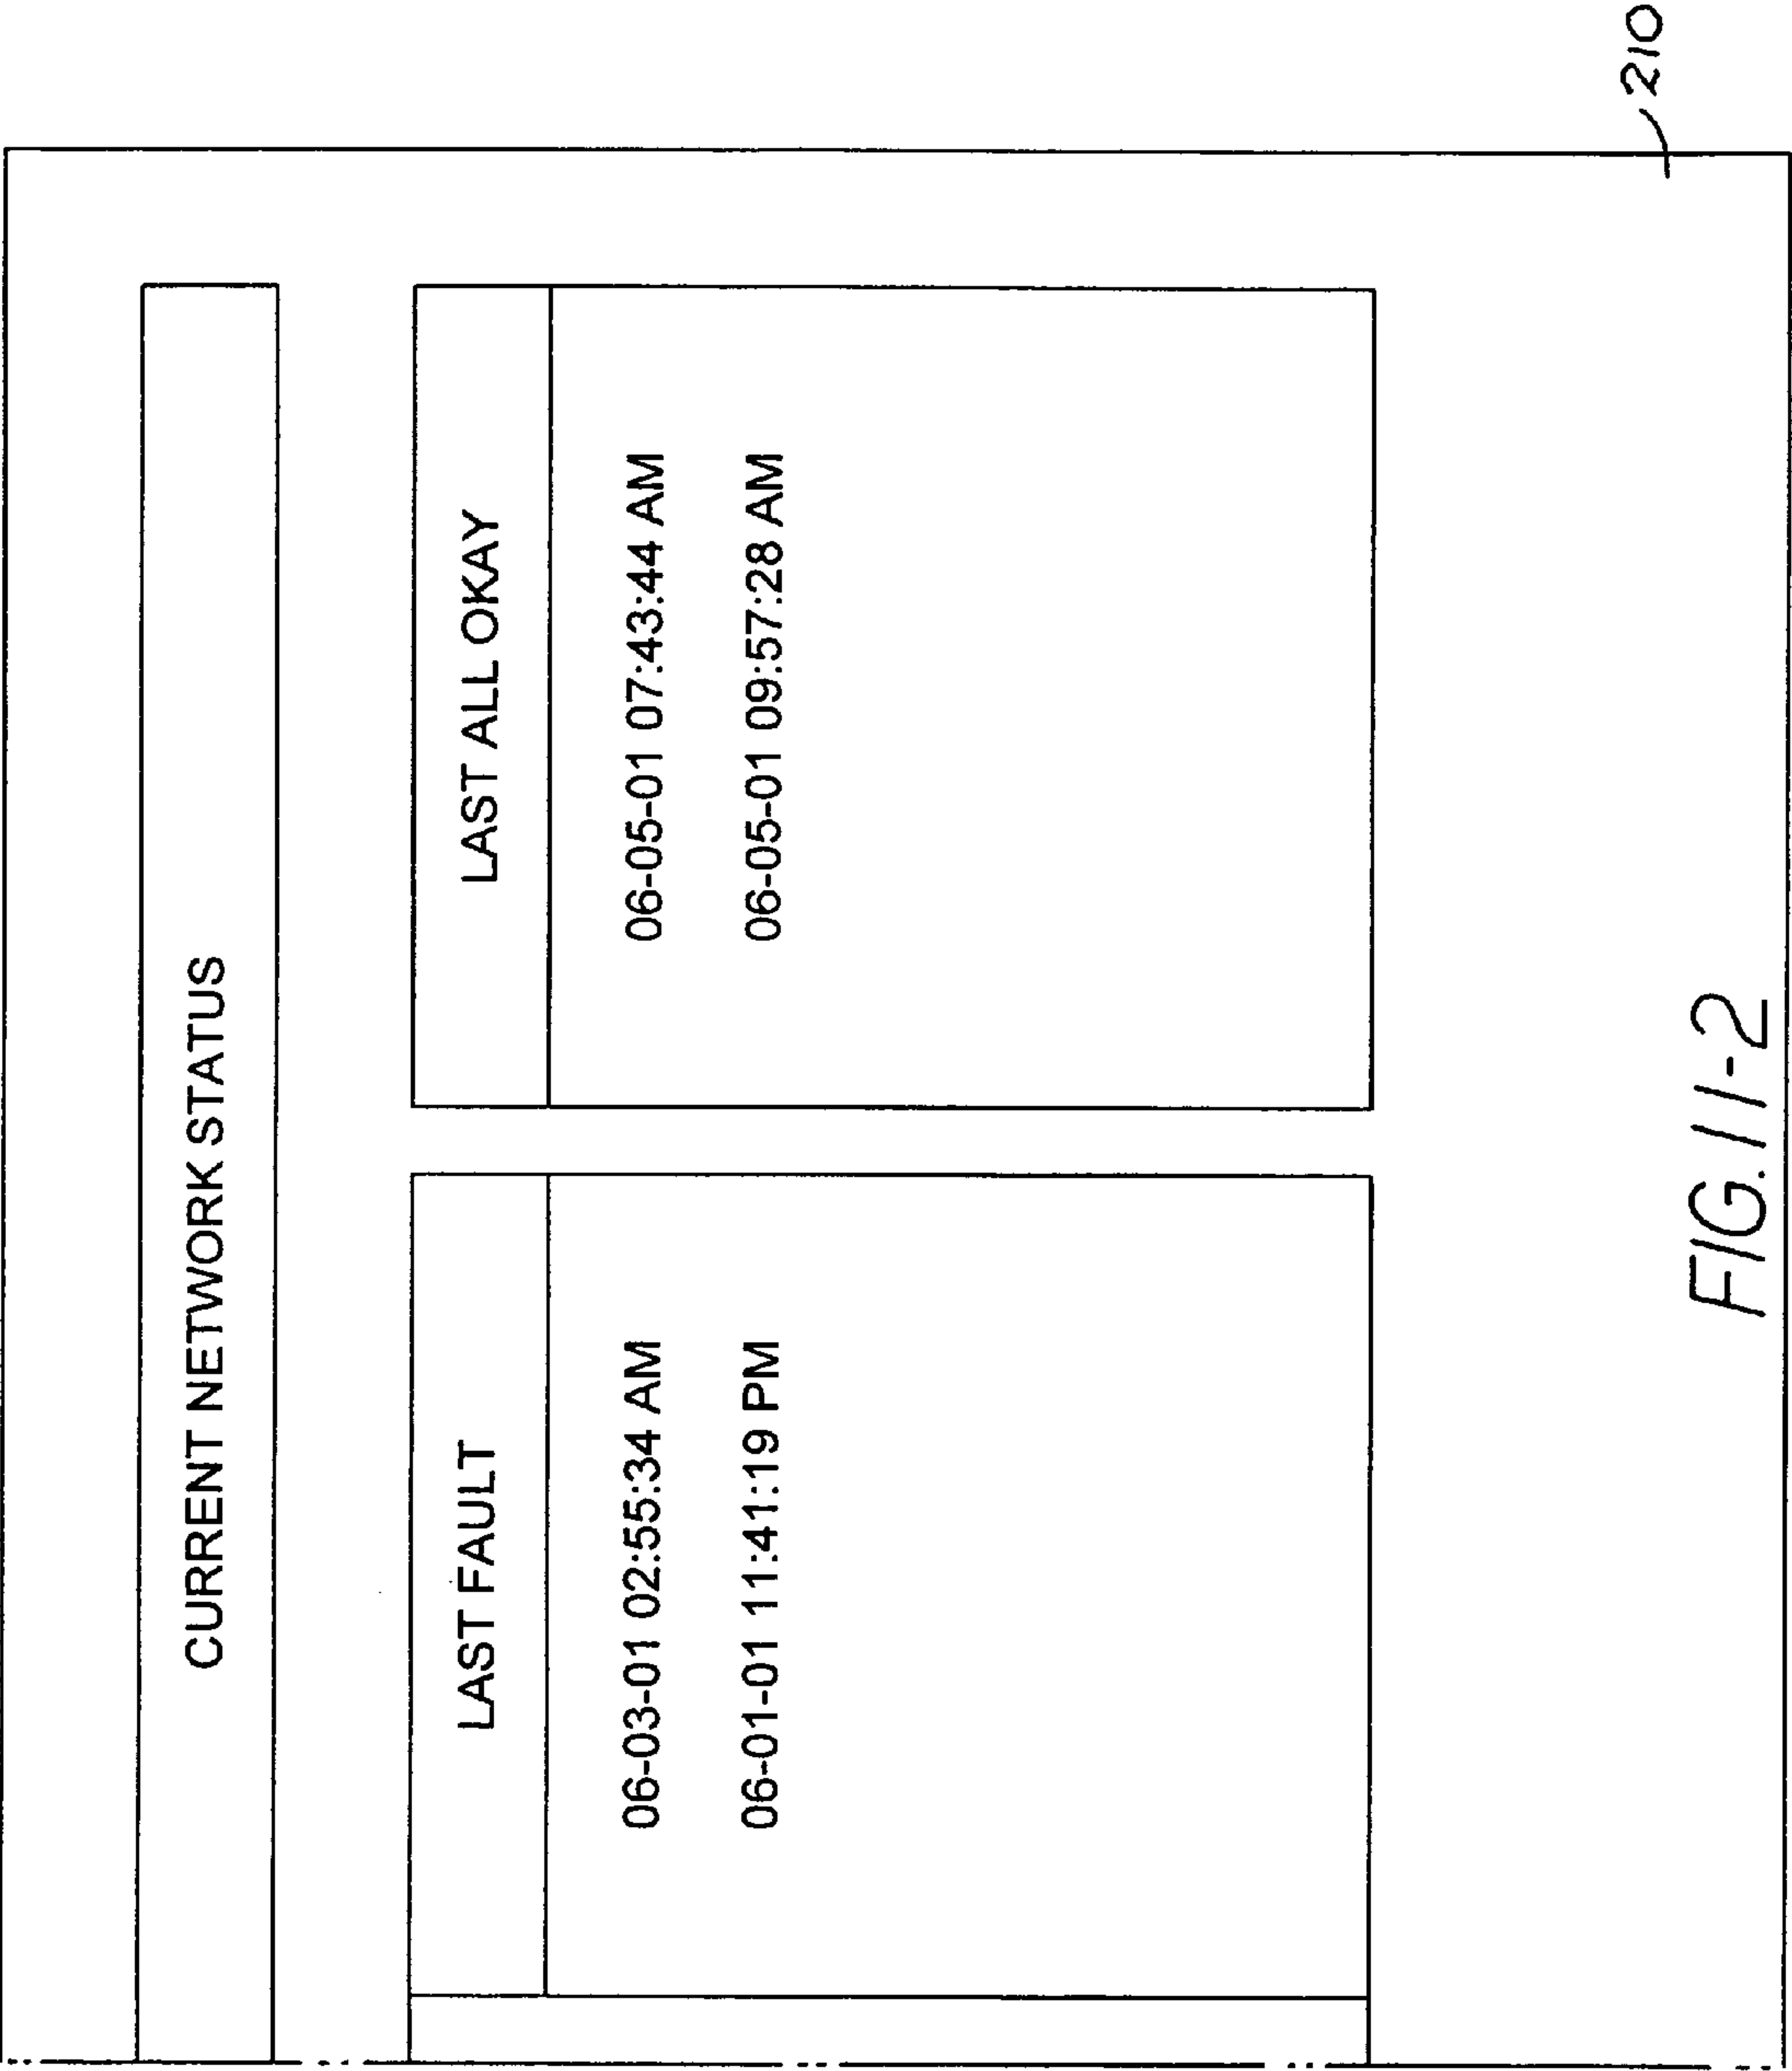 CURRENT NETWORK STATUS
LAST FAULT
06-03-01 02:55:34 AM
06-01-01 11:41:19 PM
LAST ALL OKAY
06-05-01 07:43:44 AM
06-05-01 09:57:28 AM
210
FIG. 11-2